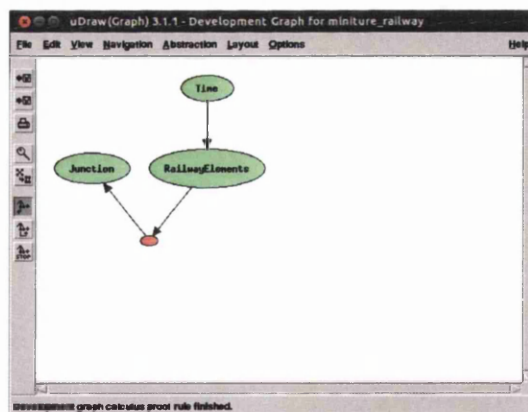 uDraw(Graph) 3.1.1 - Development Graph for miniture_railway
File Edit View Navigation Abstraction Layout Options Help
Time
Junction
RailwayElements
STOP
Development graph calculus proof rule finished.